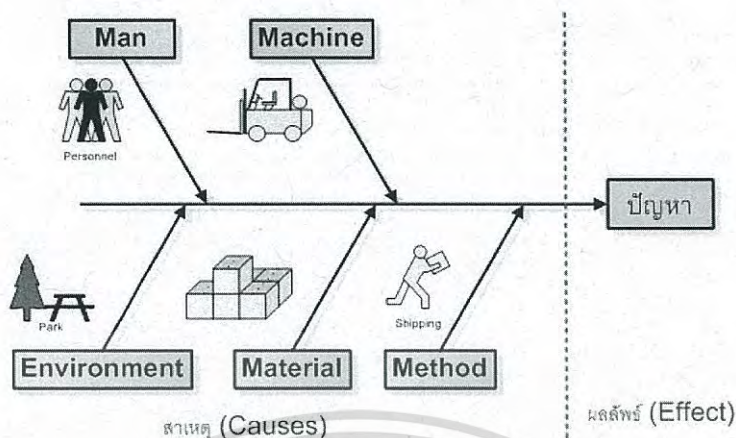 Man
Machine
Personnel
ปัญหา
Park
Shipping
Environment
Material
Method
สาเหตุ (Causes)
ผลลัพธ์ (Effect)